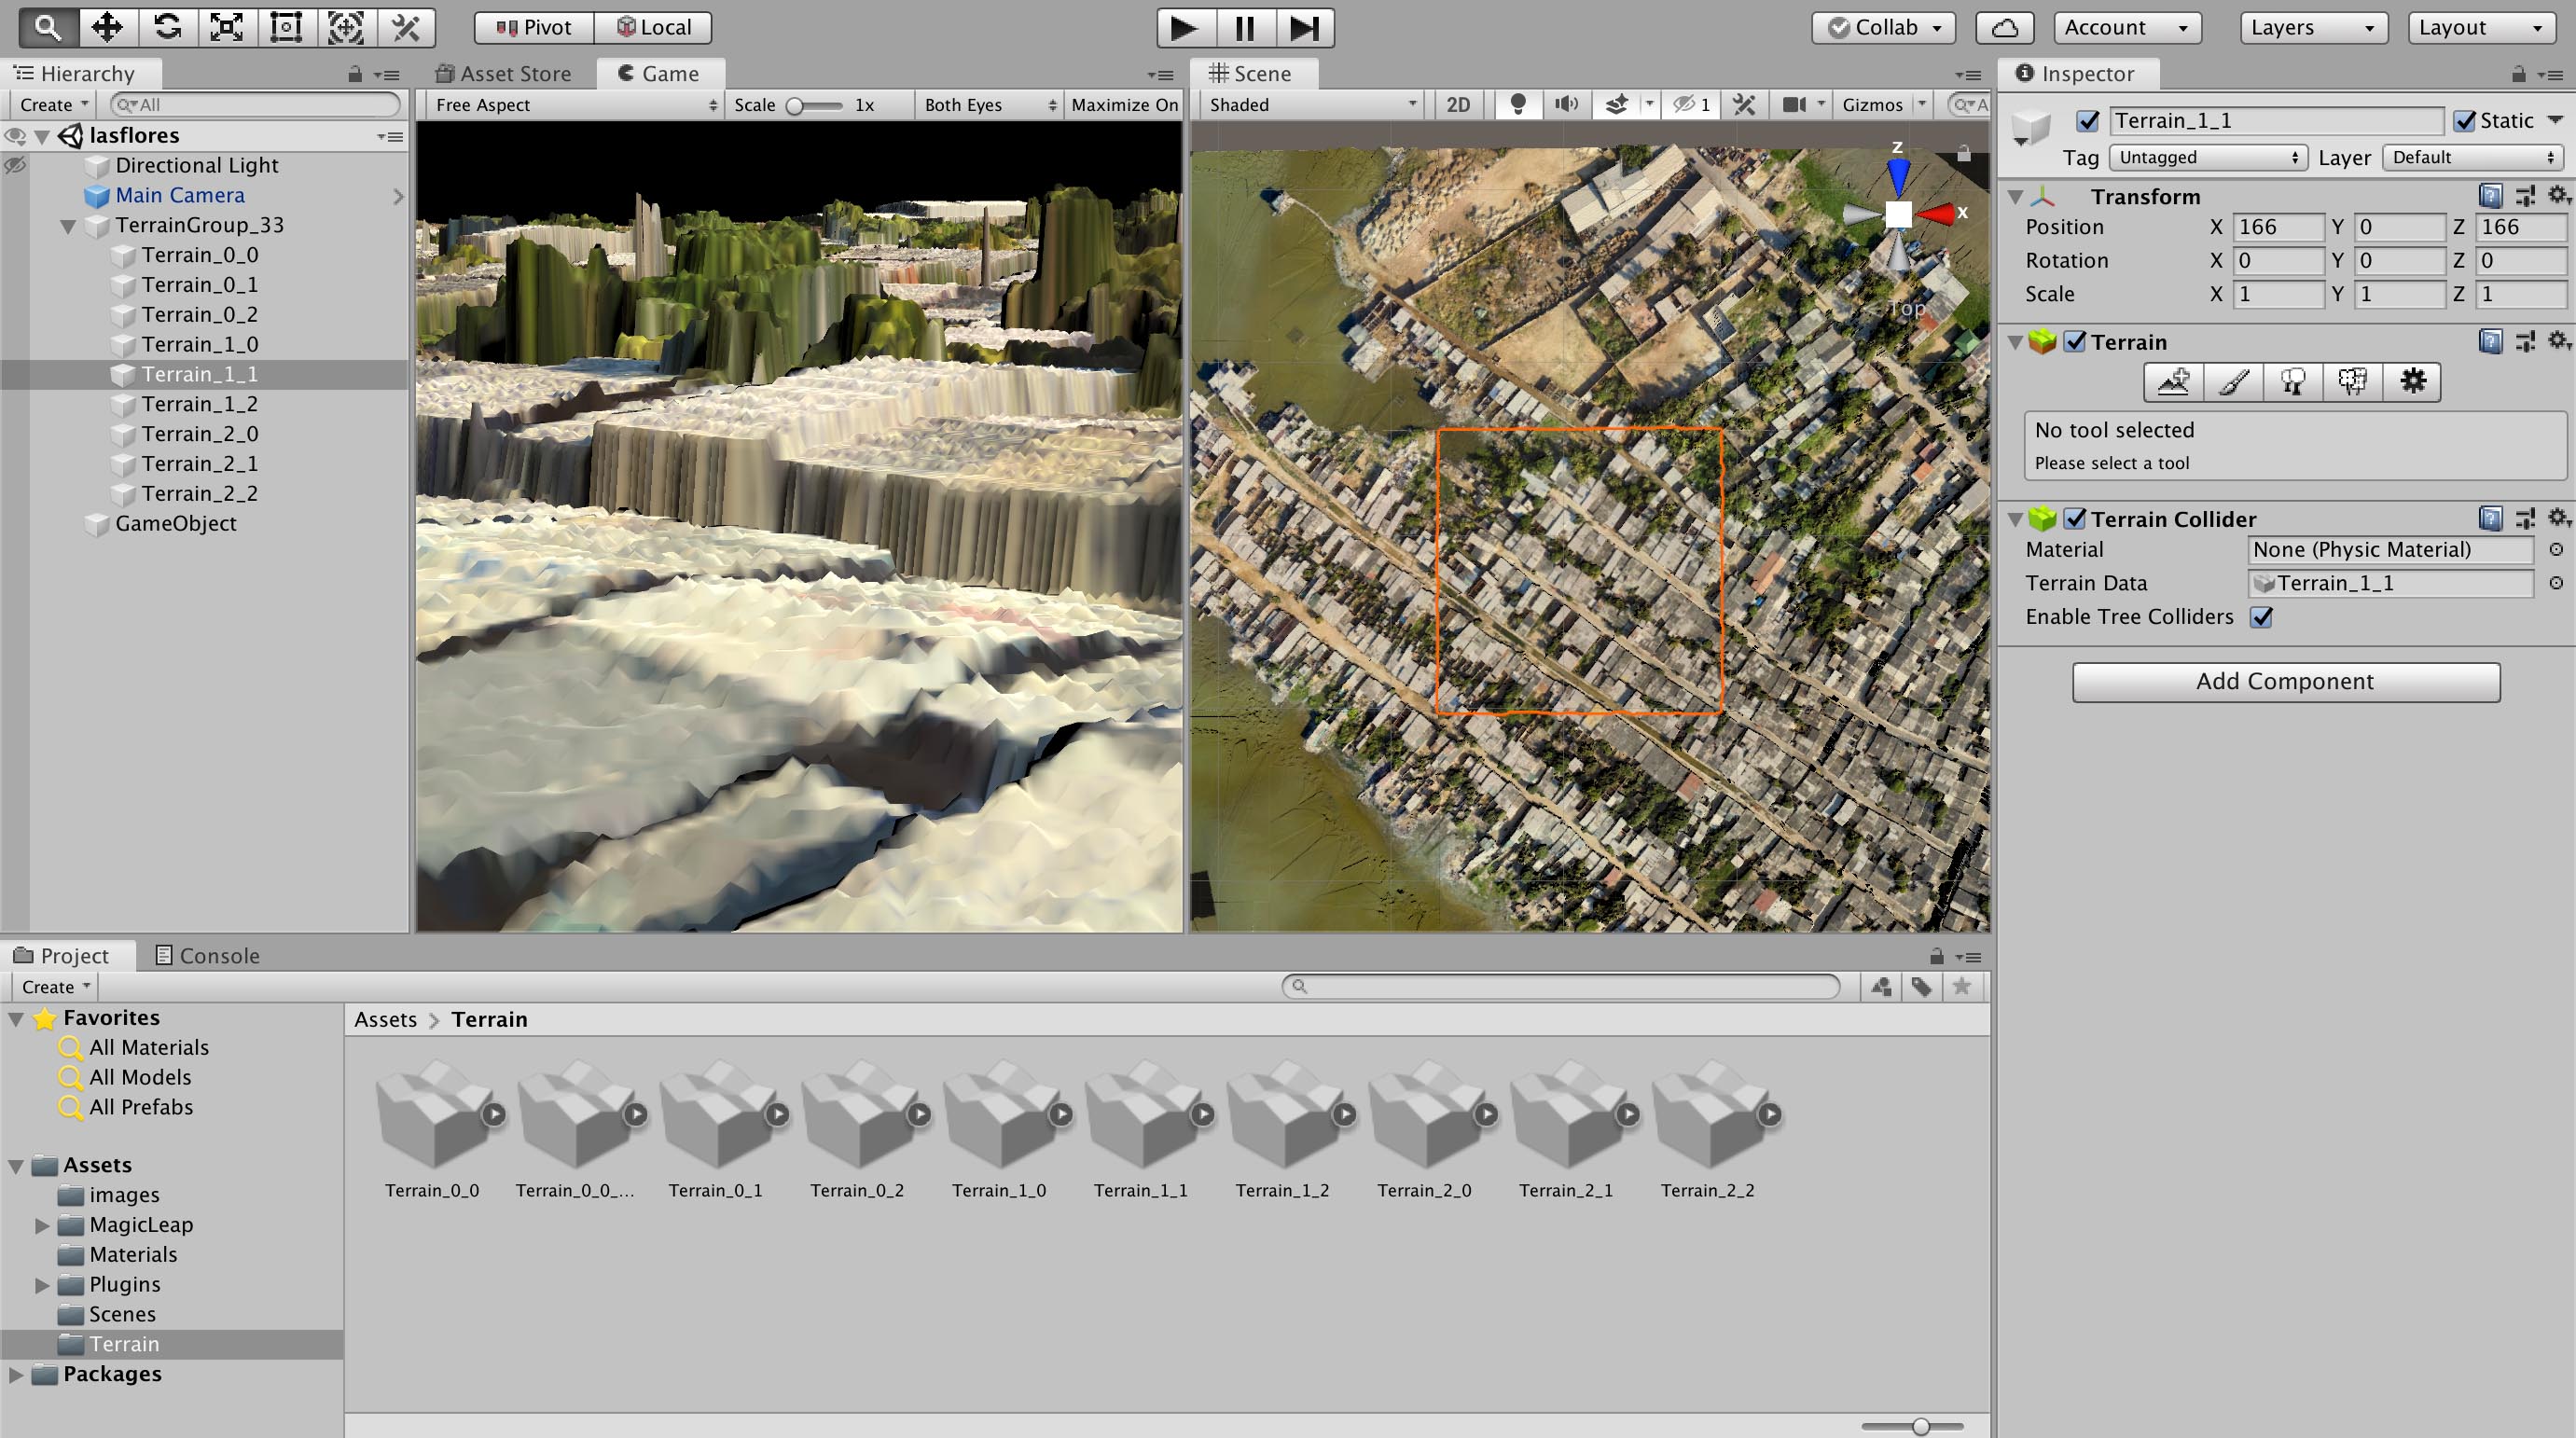 Pivot Local Collab Account Layers Layout
Hierarchy Asset Store Game Scene Inspector
Create All Free Aspect Scale 1x Both Eyes Maximize On Shaded 2D 1 Gizmos A
lasflores
Directional Light
Main Camera
TerrainGroup_33
Terrain_0_0
Terrain_0_1
Terrain_0_2
Terrain_1_0
Terrain_1_1
Terrain_1_2
Terrain_2_0
Terrain_2_1
Terrain_2_2
GameObject
z
x
Top
Terrain_1_1 Static
Tag Untagged Layer Default
Transform
Position X 166 Y 0 Z 166
Rotation X 0 Y 0 Z 0
Scale X 1 Y 1 Z 1
Terrain
No tool selected
Please select a tool
Terrain Collider
Material None (Physic Material)
Terrain Data Terrain_1_1
Enable Tree Colliders
Add Component
Project Console
Create
Favorites
All Materials
All Models
All Prefabs
Assets
images
MagicLeap
Materials
Plugins
Scenes
Terrain
Packages
Assets > Terrain
Terrain_0_0 Terrain_0_0_... Terrain_0_1 Terrain_0_2 Terrain_1_0 Terrain_1_1 Terrain_1_2 Terrain_2_0 Terrain_2_1 Terrain_2_2